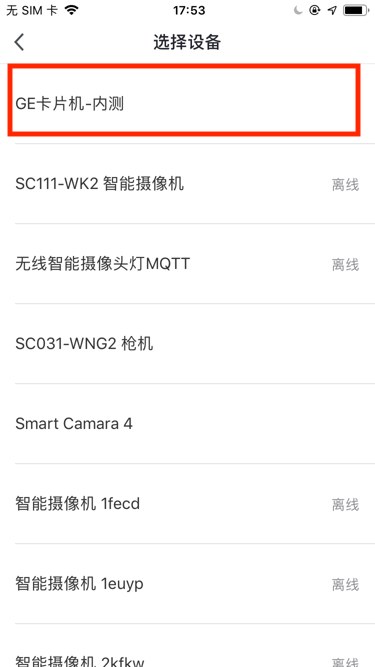 无 SIM 卡 17:53
选择设备
GE卡片机-内测
SC111-WK2 智能摄像机 离线
无线智能摄像头灯MQTT 离线
SC031-WNG2 枪机
Smart Camara 4
智能摄像机 1fecd 离线
智能摄像机 1euyp 离线
智能摄像机 2kfkw 离线